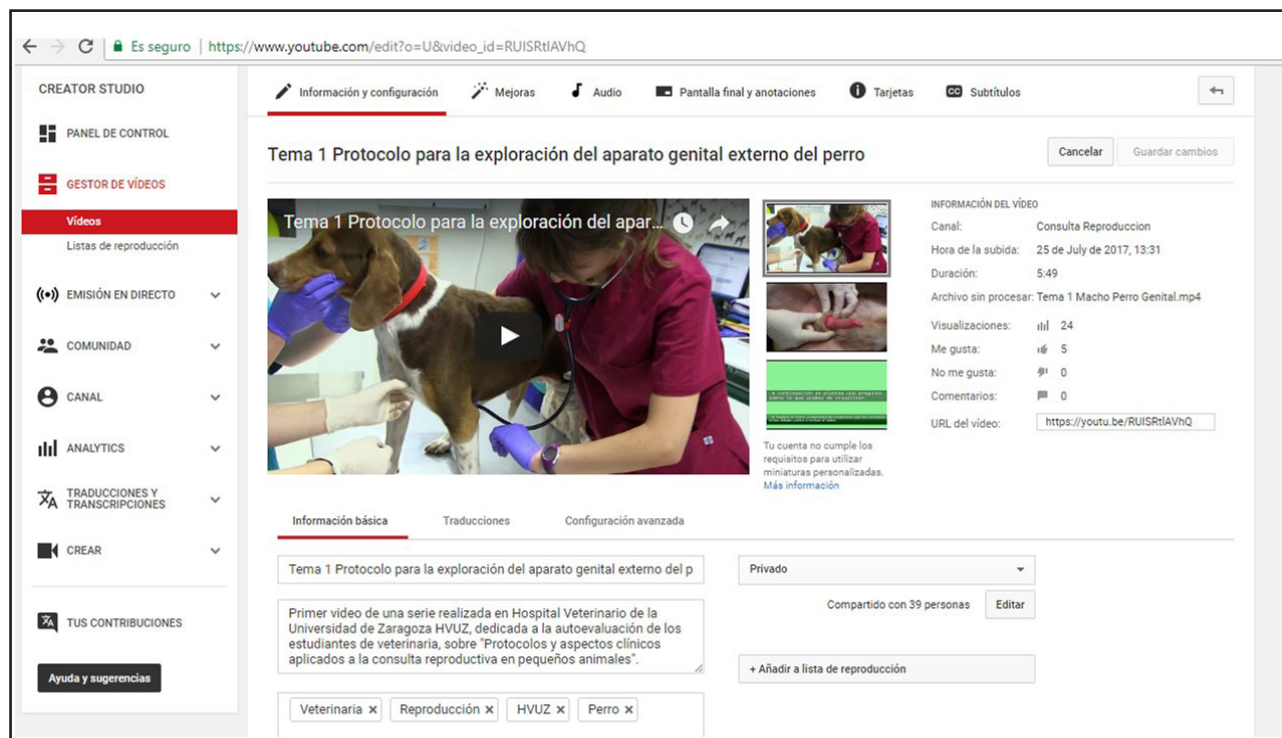 Es seguro | https://www.youtube.com/edit?o=U&video_id=RUISRtlAVhQ
CREATOR STUDIO
PANEL DE CONTROL
GESTOR DE VÍDEOS
Vídeos
Listas de reproducción
EMISIÓN EN DIRECTO
COMUNIDAD
CANAL
ANALYTICS
TRADUCCIONES Y
TRANSCRIPCIONES
CREAR
TUS CONTRIBUCIONES
Ayuda y sugerencias
Información y configuración Mejoras Audio Pantalla final y anotaciones Tarjetas CC Subtítulos
Tema 1 Protocolo para la exploración del aparato genital externo del perro
Cancelar Guardar cambios
Tema 1 Protocolo para la exploración del apar...
Tu cuenta no cumple los
requisitos para utilizar
miniaturas personalizadas.
Más información
INFORMACIÓN DEL VÍDEO
Canal: Consulta Reproduccion
Hora de la subida: 25 de July de 2017, 13:31
Duración: 5:49
Archivo sin procesar: Tema 1 Macho Perro Genital.mp4
Visualizaciones: 24
Me gusta: 5
No me gusta: 0
Comentarios: 0
URL del vídeo: https://youtu.be/RUISRtlAVhQ
Información básica Traducciones Configuración avanzada
Tema 1 Protocolo para la exploración del aparato genital externo del p
Primer video de una serie realizada en Hospital Veterinario de la
Universidad de Zaragoza HVUZ, dedicada a la autoevaluación de los
estudiantes de veterinaria, sobre "Protocolos y aspectos clínicos
aplicados a la consulta reproductiva en pequeños animales".
Veterinaria x Reproducción x HVUZ x Perro x
Privado
Compartido con 39 personas Editar
+ Añadir a lista de reproducción